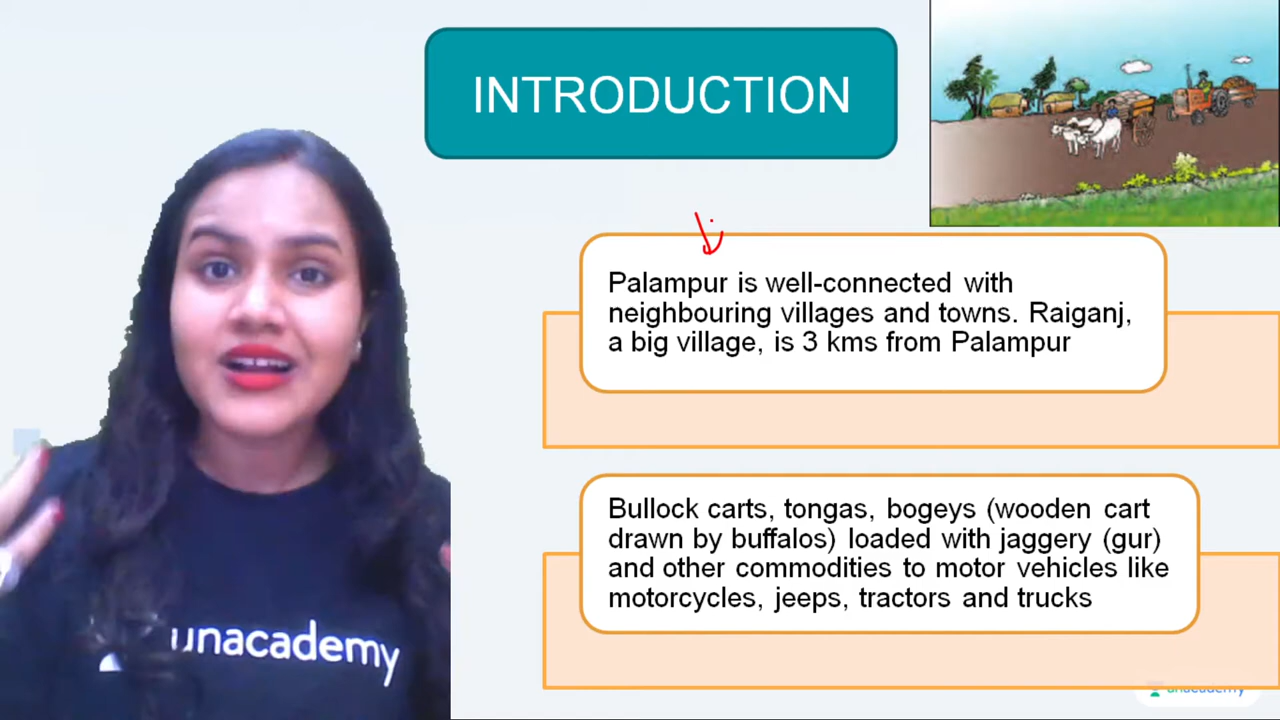 INTRODUCTION
Palampur is well-connected with
neighbouring villages and towns. Raiganj,
a big village, is 3 kms from Palampur
Bullock carts, tongas, bogeys (wooden cart
drawn by buffalos) loaded with jaggery (gur)
and other commodities to motor vehicles like
motorcycles, jeeps, tractors and trucks
unacademy
unacademy